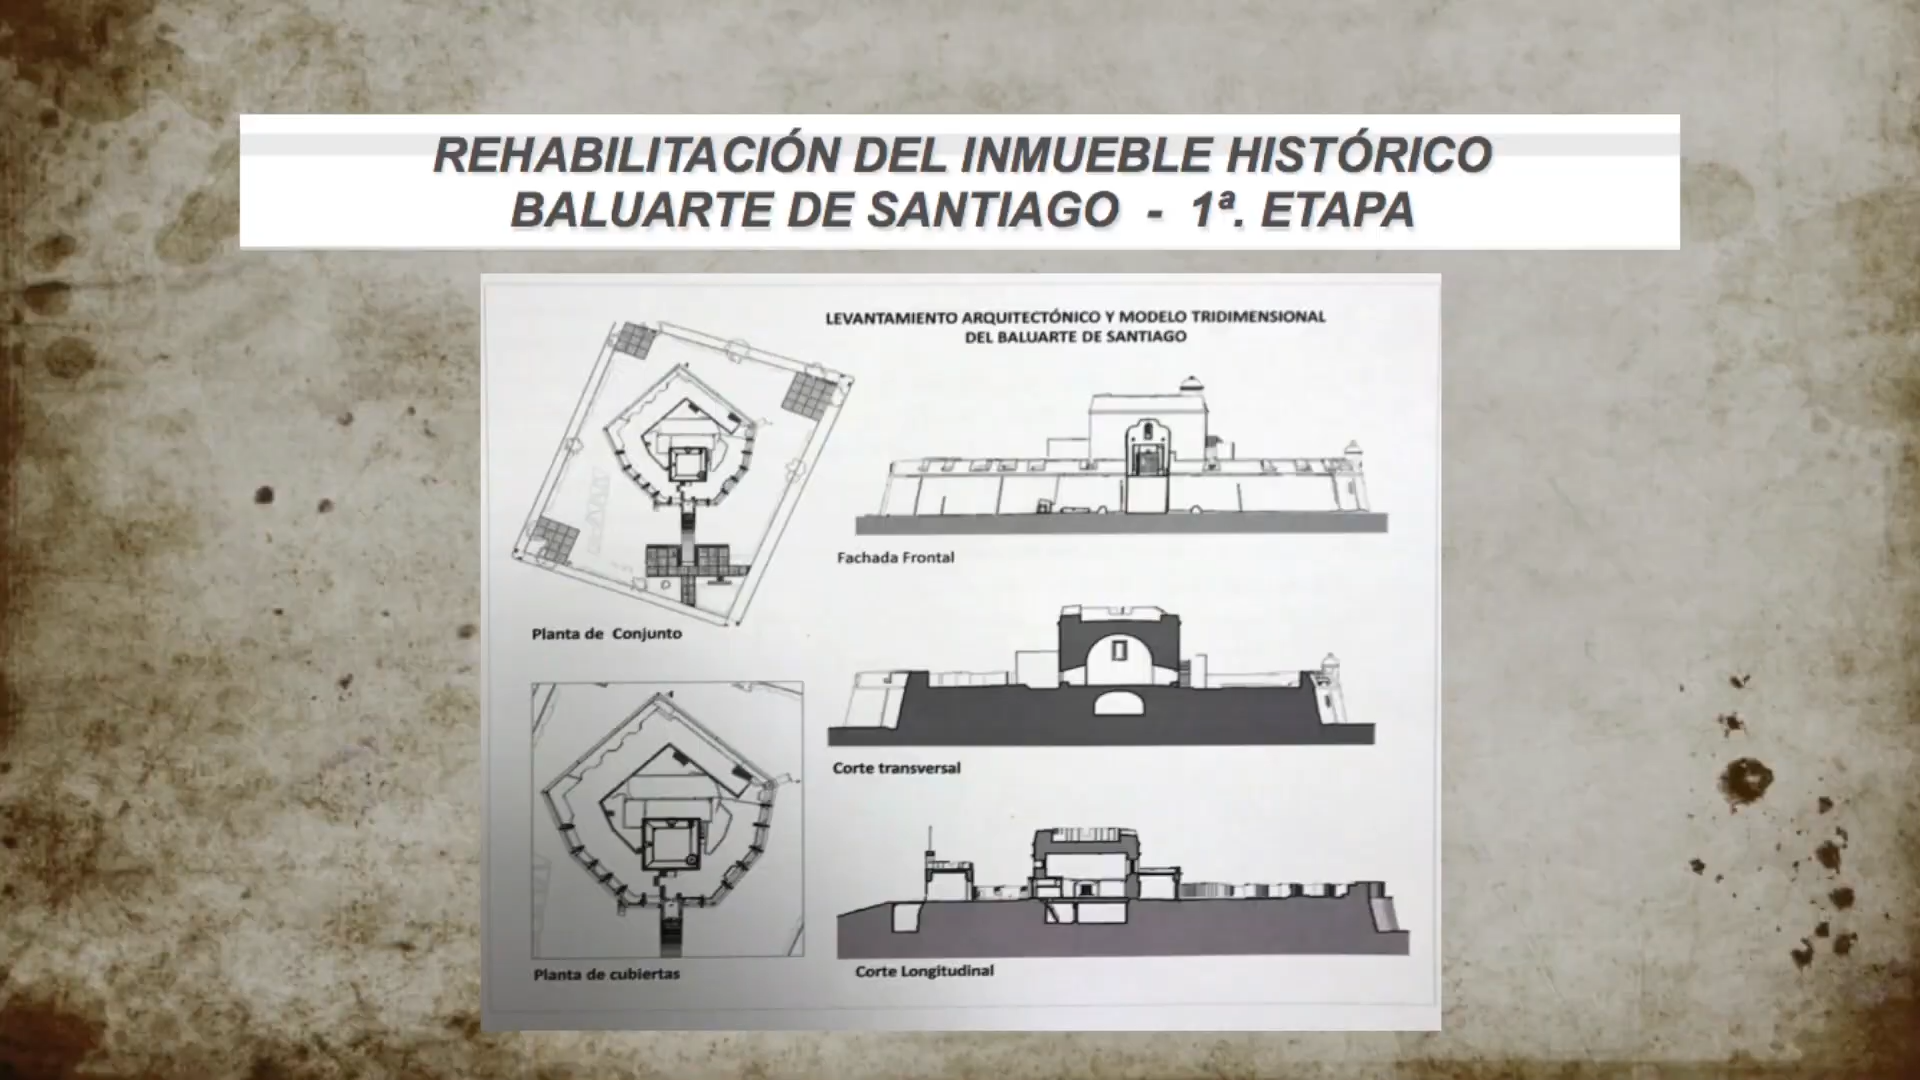 REHABILITACIÓN DEL INMUEBLE HISTÓRICO
BALUARTE DE SANTIAGO - 1ª. ETAPA
LEVANTAMIENTO ARQUITECTÓNICO Y MODELO TRIDIMENSIONAL
DEL BALUARTE DE SANTIAGO
Fachada Frontal
Planta de Conjunto
Corte transversal
Planta de cubiertas
Corte Longitudinal